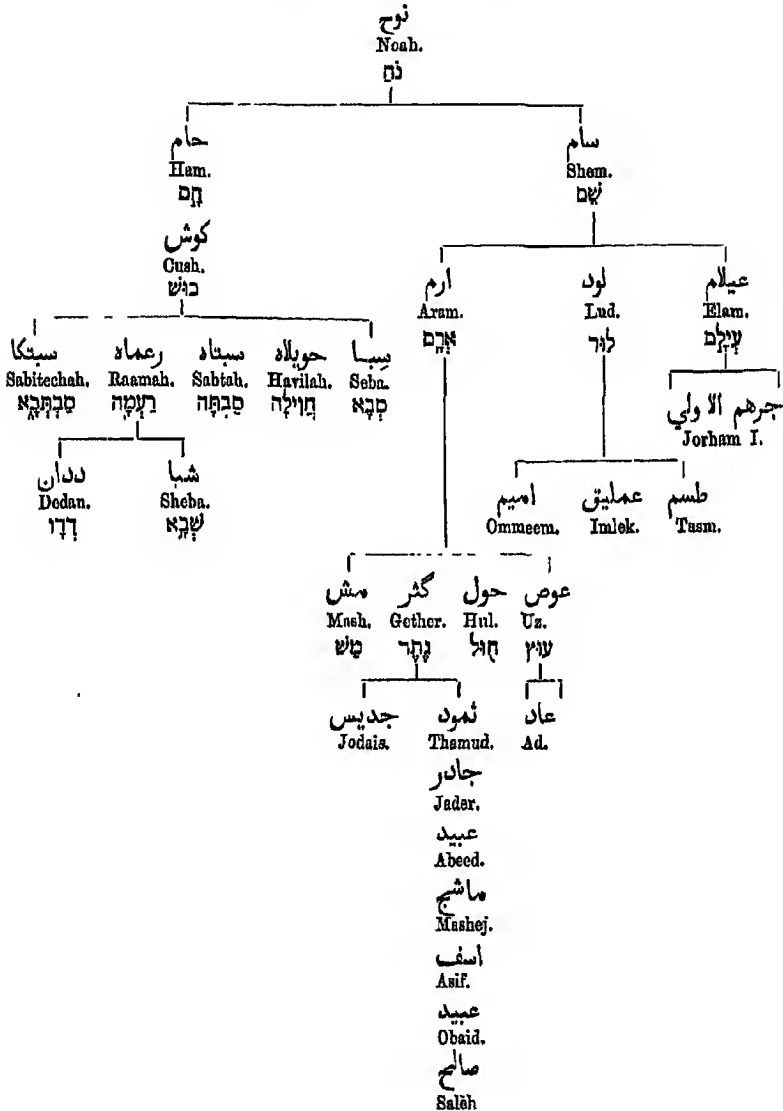 نوح
Noah.
נֹחַ
حام سام
Ham. Shem.
חָם שֵׁם
كوش
Cush.
כּוּשׁ
ارم لود عيلام
Aram. Lud. Elam.
אֲרָם לוּד עֵילָם
سبتكا رعماه سبتاه حويلاه سبا
Sabitechah. Raamah. Sabtah. Havilah. Seba.
סַבְתְּכָא רַעְמָה סַבְתָּה חֲוִילָה סְבָא
جرهم الاولي
Jorham I.
ددان شبا
Dedan. Sheba.
דְדָן שְׁבָא
اميم عمليق طسم
Ommeem. Imlek. Tasm.
مش گثر حول عوص
Mash. Gether. Hul. Uz.
מַשׁ גֶתֶר חוּל עוּץ
جديس ثمود عاد
Jodais. Thamud. Ad.
جادر
Jader.
عبيد
Abeed.
ماشج
Mashej.
اسف
Asif.
عبيد
Obaid.
صالح
Salëh